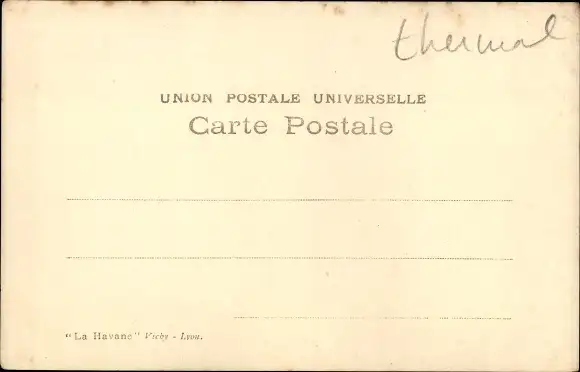 thermal
UNION POSTALE UNIVERSELLE
Carte Postale
"La Havane" Vichy - Lyon.